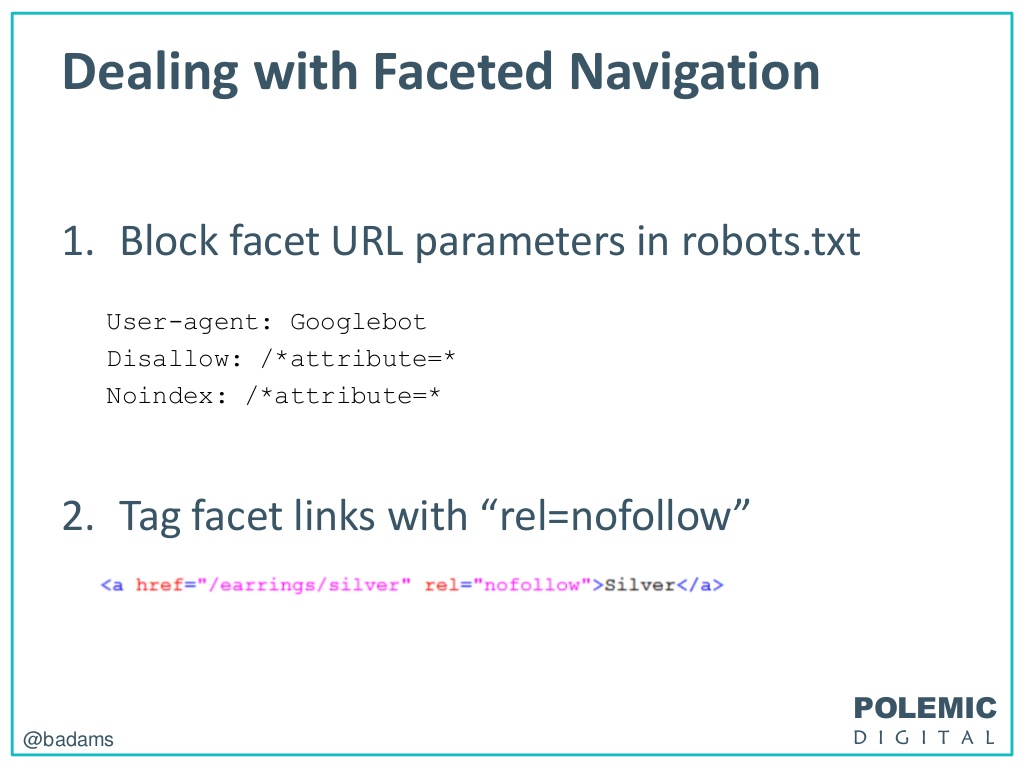 Dealing with Faceted Navigation
1. Block facet URL parameters in robots.txt
User-agent: Googlebot
Disallow: /*attribute=*
Noindex: /*attribute=*
2. Tag facet links with “rel=nofollow”
<a href="/earrings/silver" rel="nofollow">Silver</a>
POLEMIC
DIGITAL
@badams